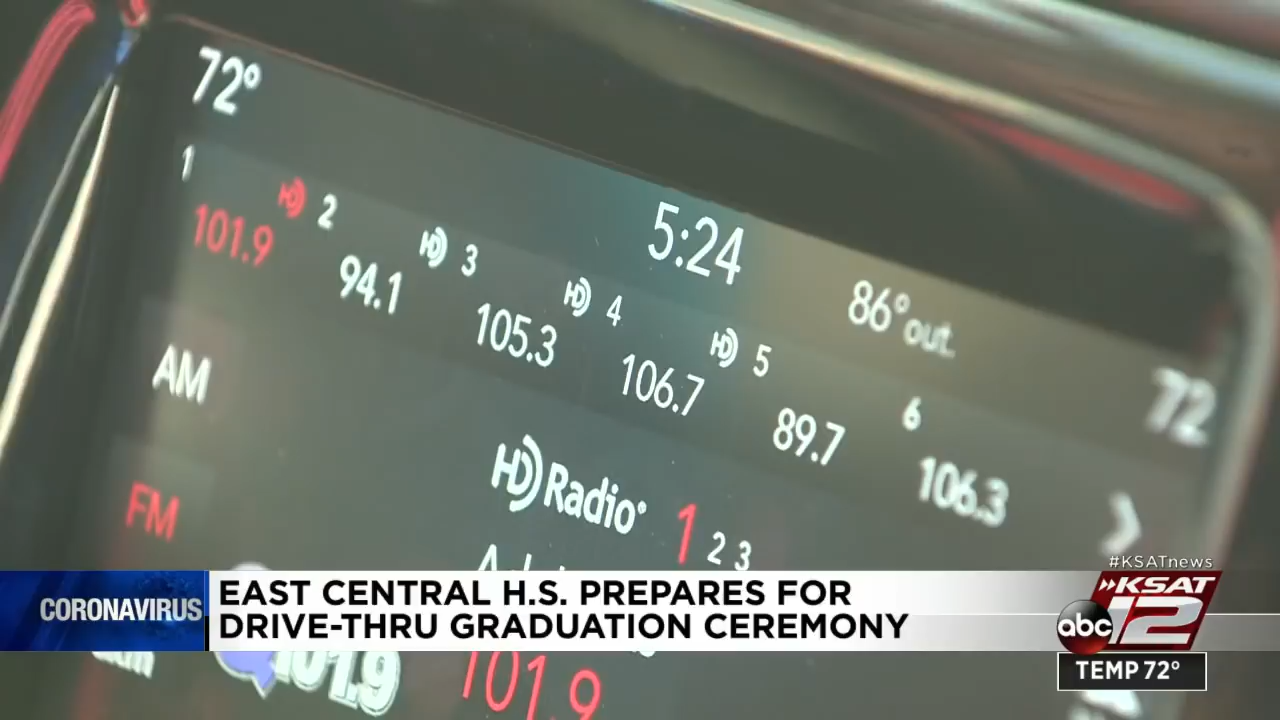 72°
5:24
86° out.
72
1 2 3 4 5 6
101.9 94.1 105.3 106.7 89.7 106.3
AM
HD Radio 1 2 3
FM
#KSATnews
CORONAVIRUS
EAST CENTRAL H.S. PREPARES FOR
DRIVE-THRU GRADUATION CEREMONY
KSAT
abc 12
101.9 101.9
TEMP 72°